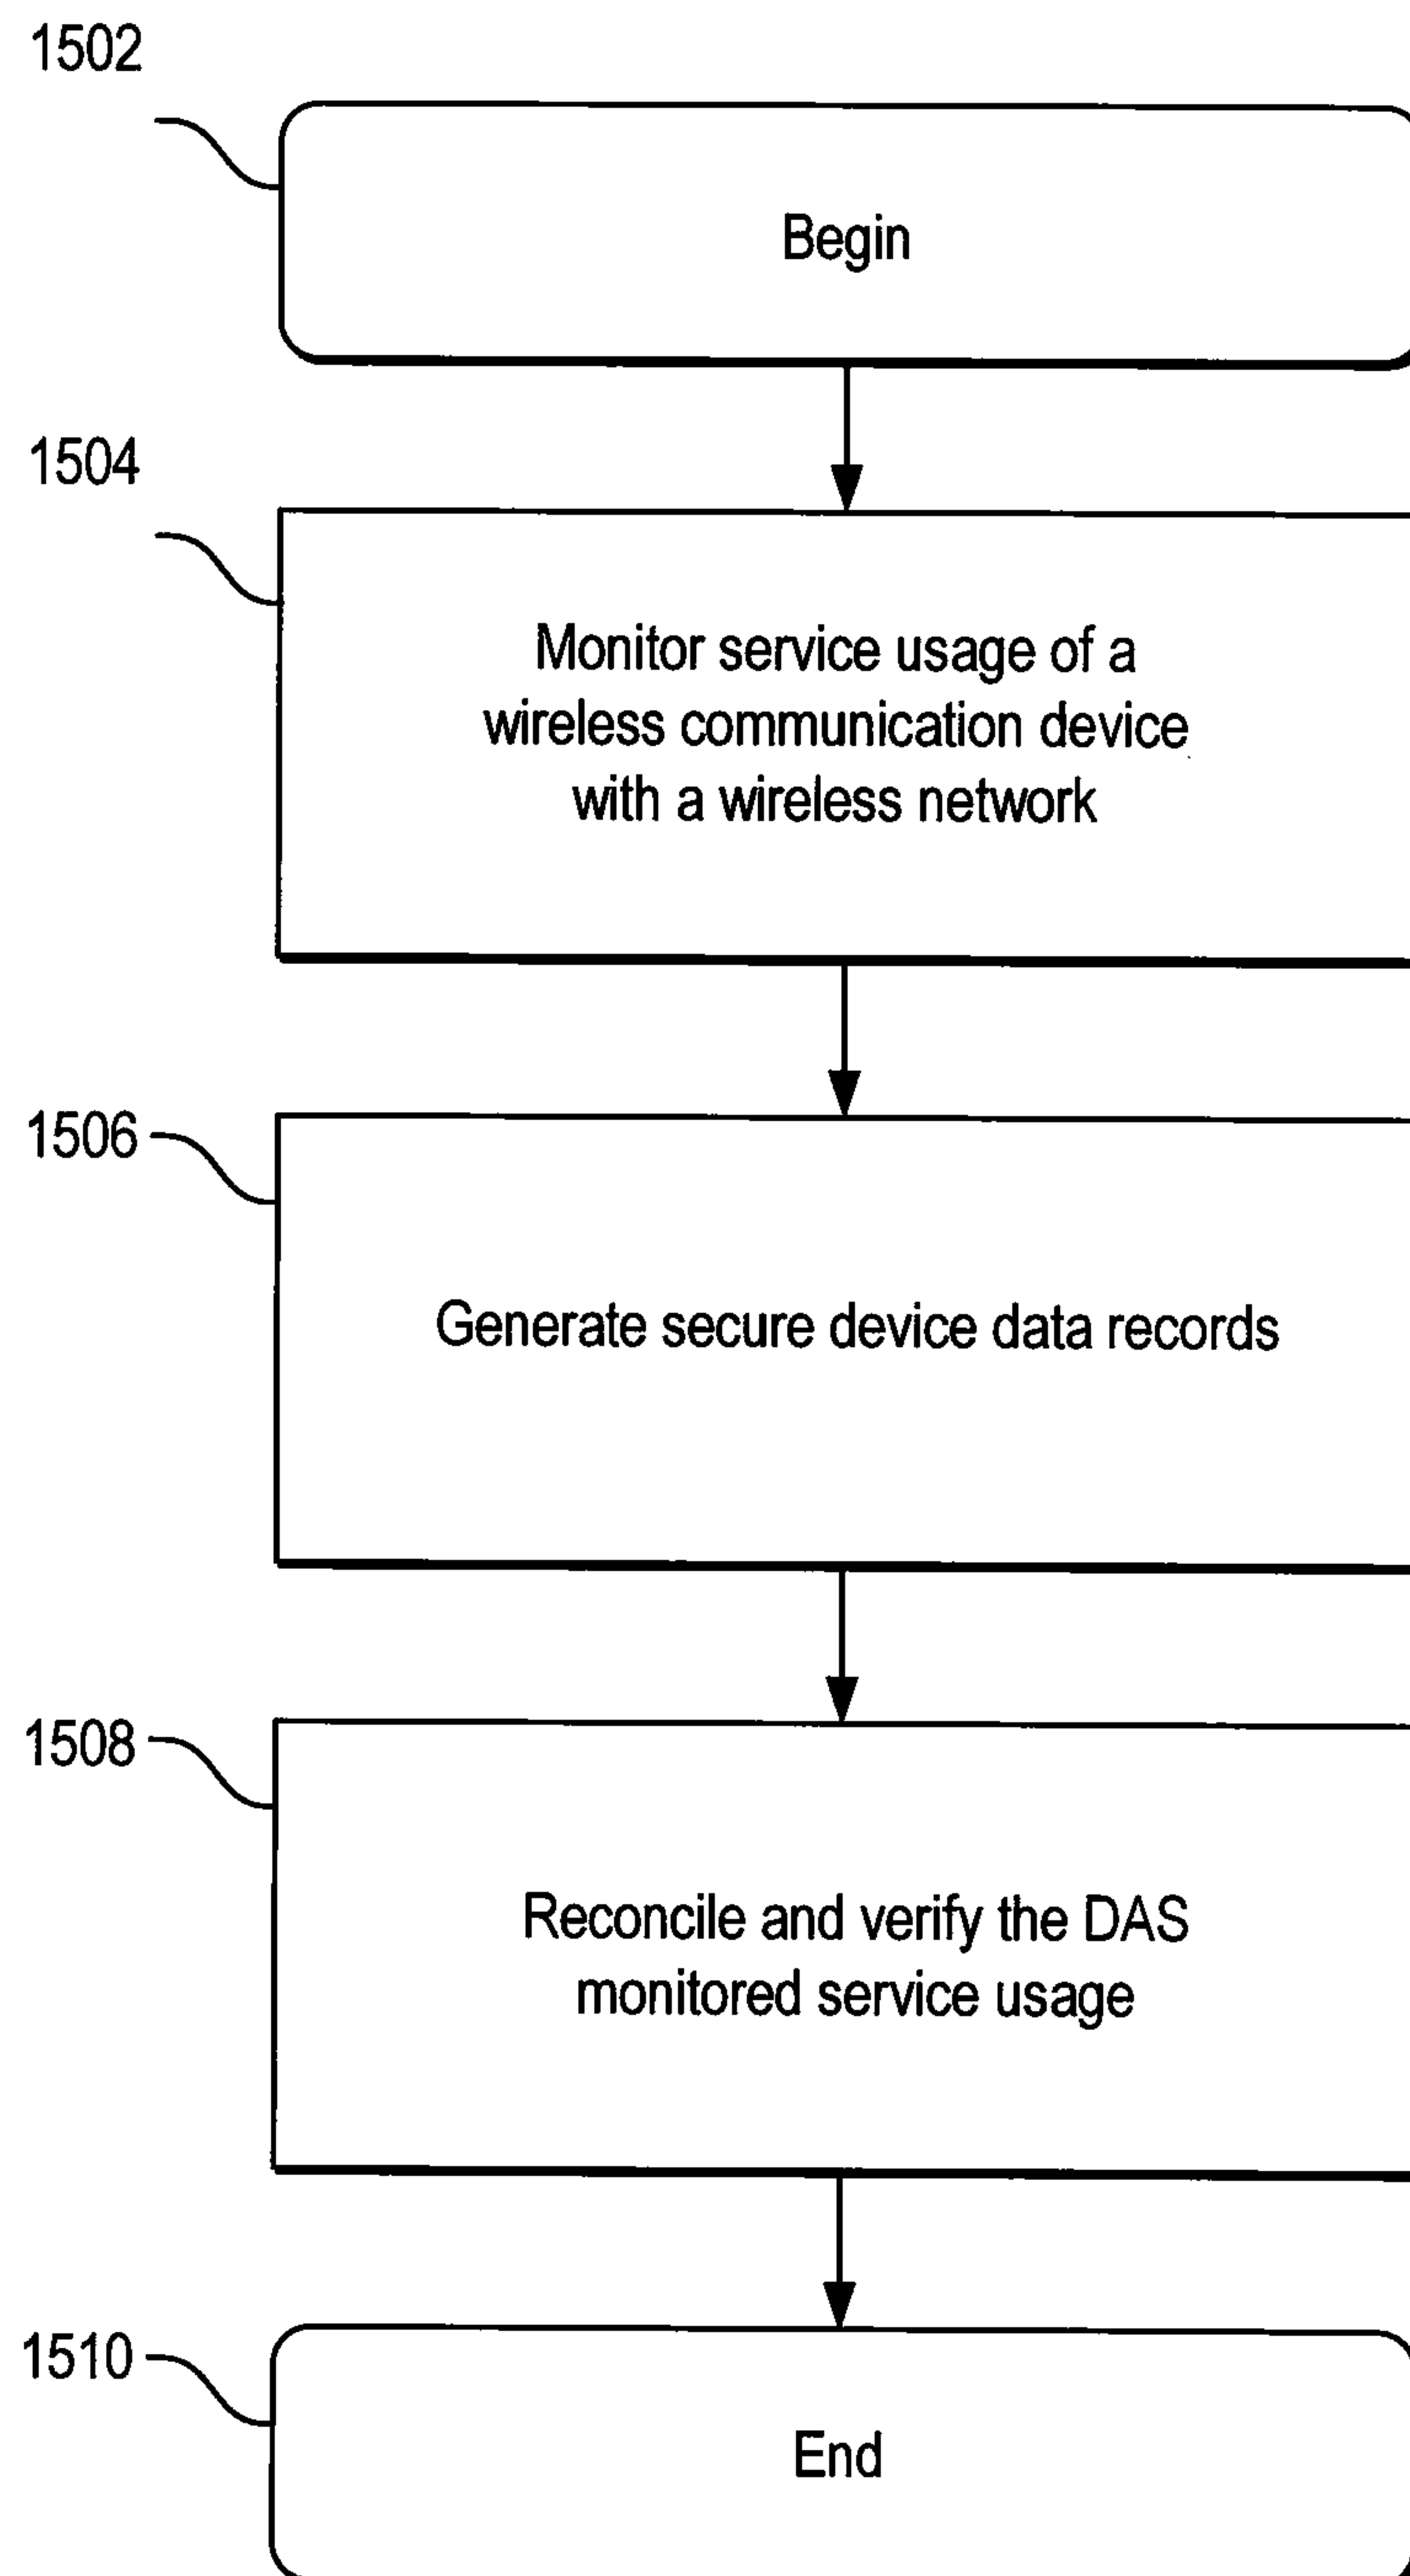 1502
Begin
1504
Monitor service usage of a
wireless communication device
with a wireless network
1506
Generate secure device data records
1508
Reconcile and verify the DAS
monitored service usage
1510
End